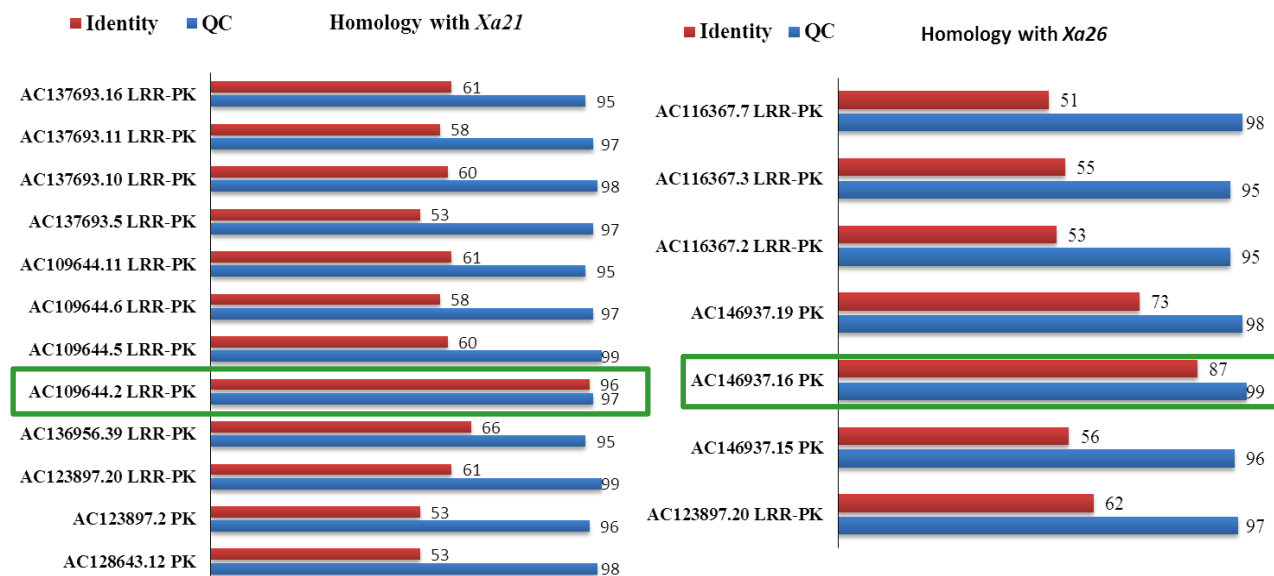 Identity QC Homology with Xa21
AC137693.16 LRR-PK 61 95
AC137693.11 LRR-PK 58 97
AC137693.10 LRR-PK 60 98
AC137693.5 LRR-PK 53 97
AC109644.11 LRR-PK 61 95
AC109644.6 LRR-PK 58 97
AC109644.5 LRR-PK 60 99
AC109644.2 LRR-PK 96 97
AC136956.39 LRR-PK 66 95
AC123897.20 LRR-PK 61 99
AC123897.2 PK 53 96
AC128643.12 PK 53 98
Identity QC Homology with Xa26
AC116367.7 LRR-PK 51 98
AC116367.3 LRR-PK 55 95
AC116367.2 LRR-PK 53 95
AC146937.19 PK 73 98
AC146937.16 PK 87 99
AC146937.15 PK 56 96
AC123897.20 LRR-PK 62 97